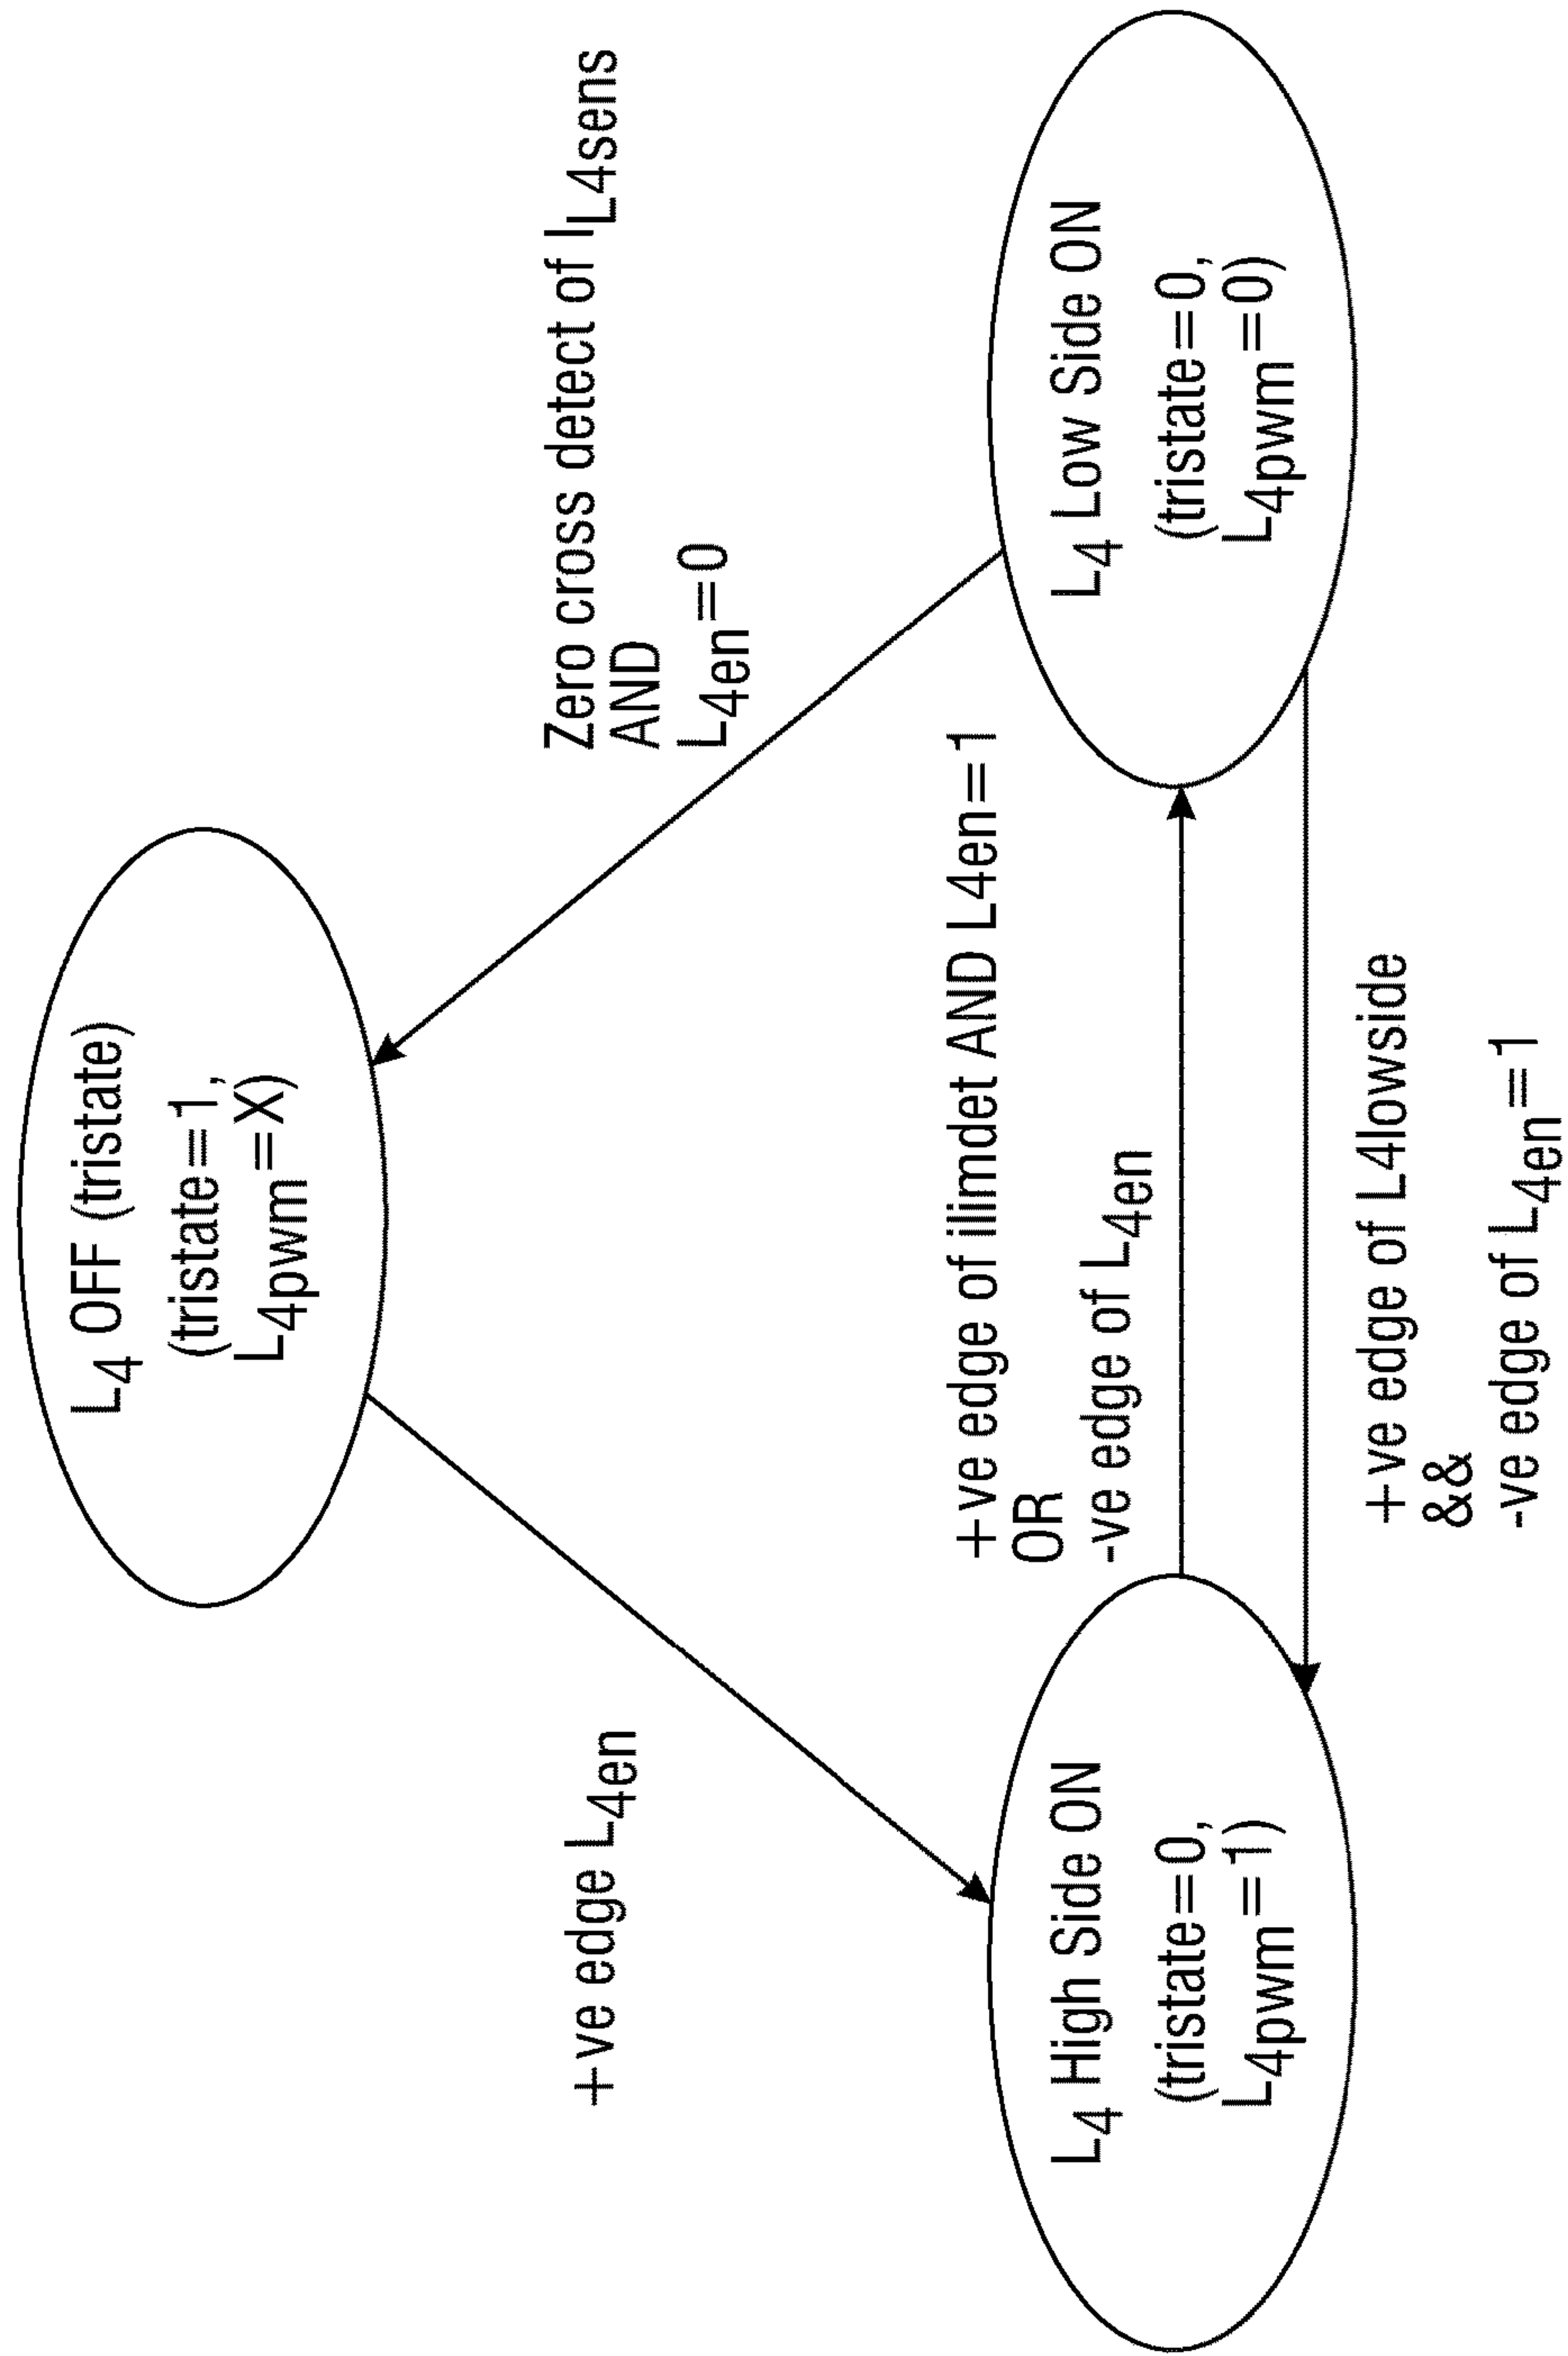 L4 OFF (tristate)
(tristate=1,
L4pwm=X)
+ve edge L4en
Zero cross detect of IL4sens
AND
L4en=0
+ve edge of ilimdet AND L4en=1
OR
-ve edge of L4en
L4 High Side ON
(tristate=0,
L4pwm=1)
L4 Low Side ON
(tristate=0,
L4pwm=0)
+ve edge of L4lowside
&&
-ve edge of L4en=1